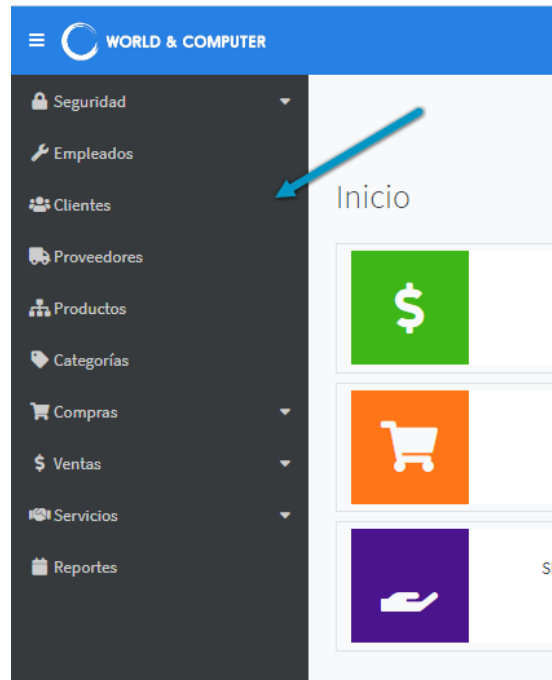 WORLD & COMPUTER
Seguridad
Empleados
Clientes
Proveedores
Productos
Categorías
Compras
$ Ventas
Servicios
Reportes
Inicio
$